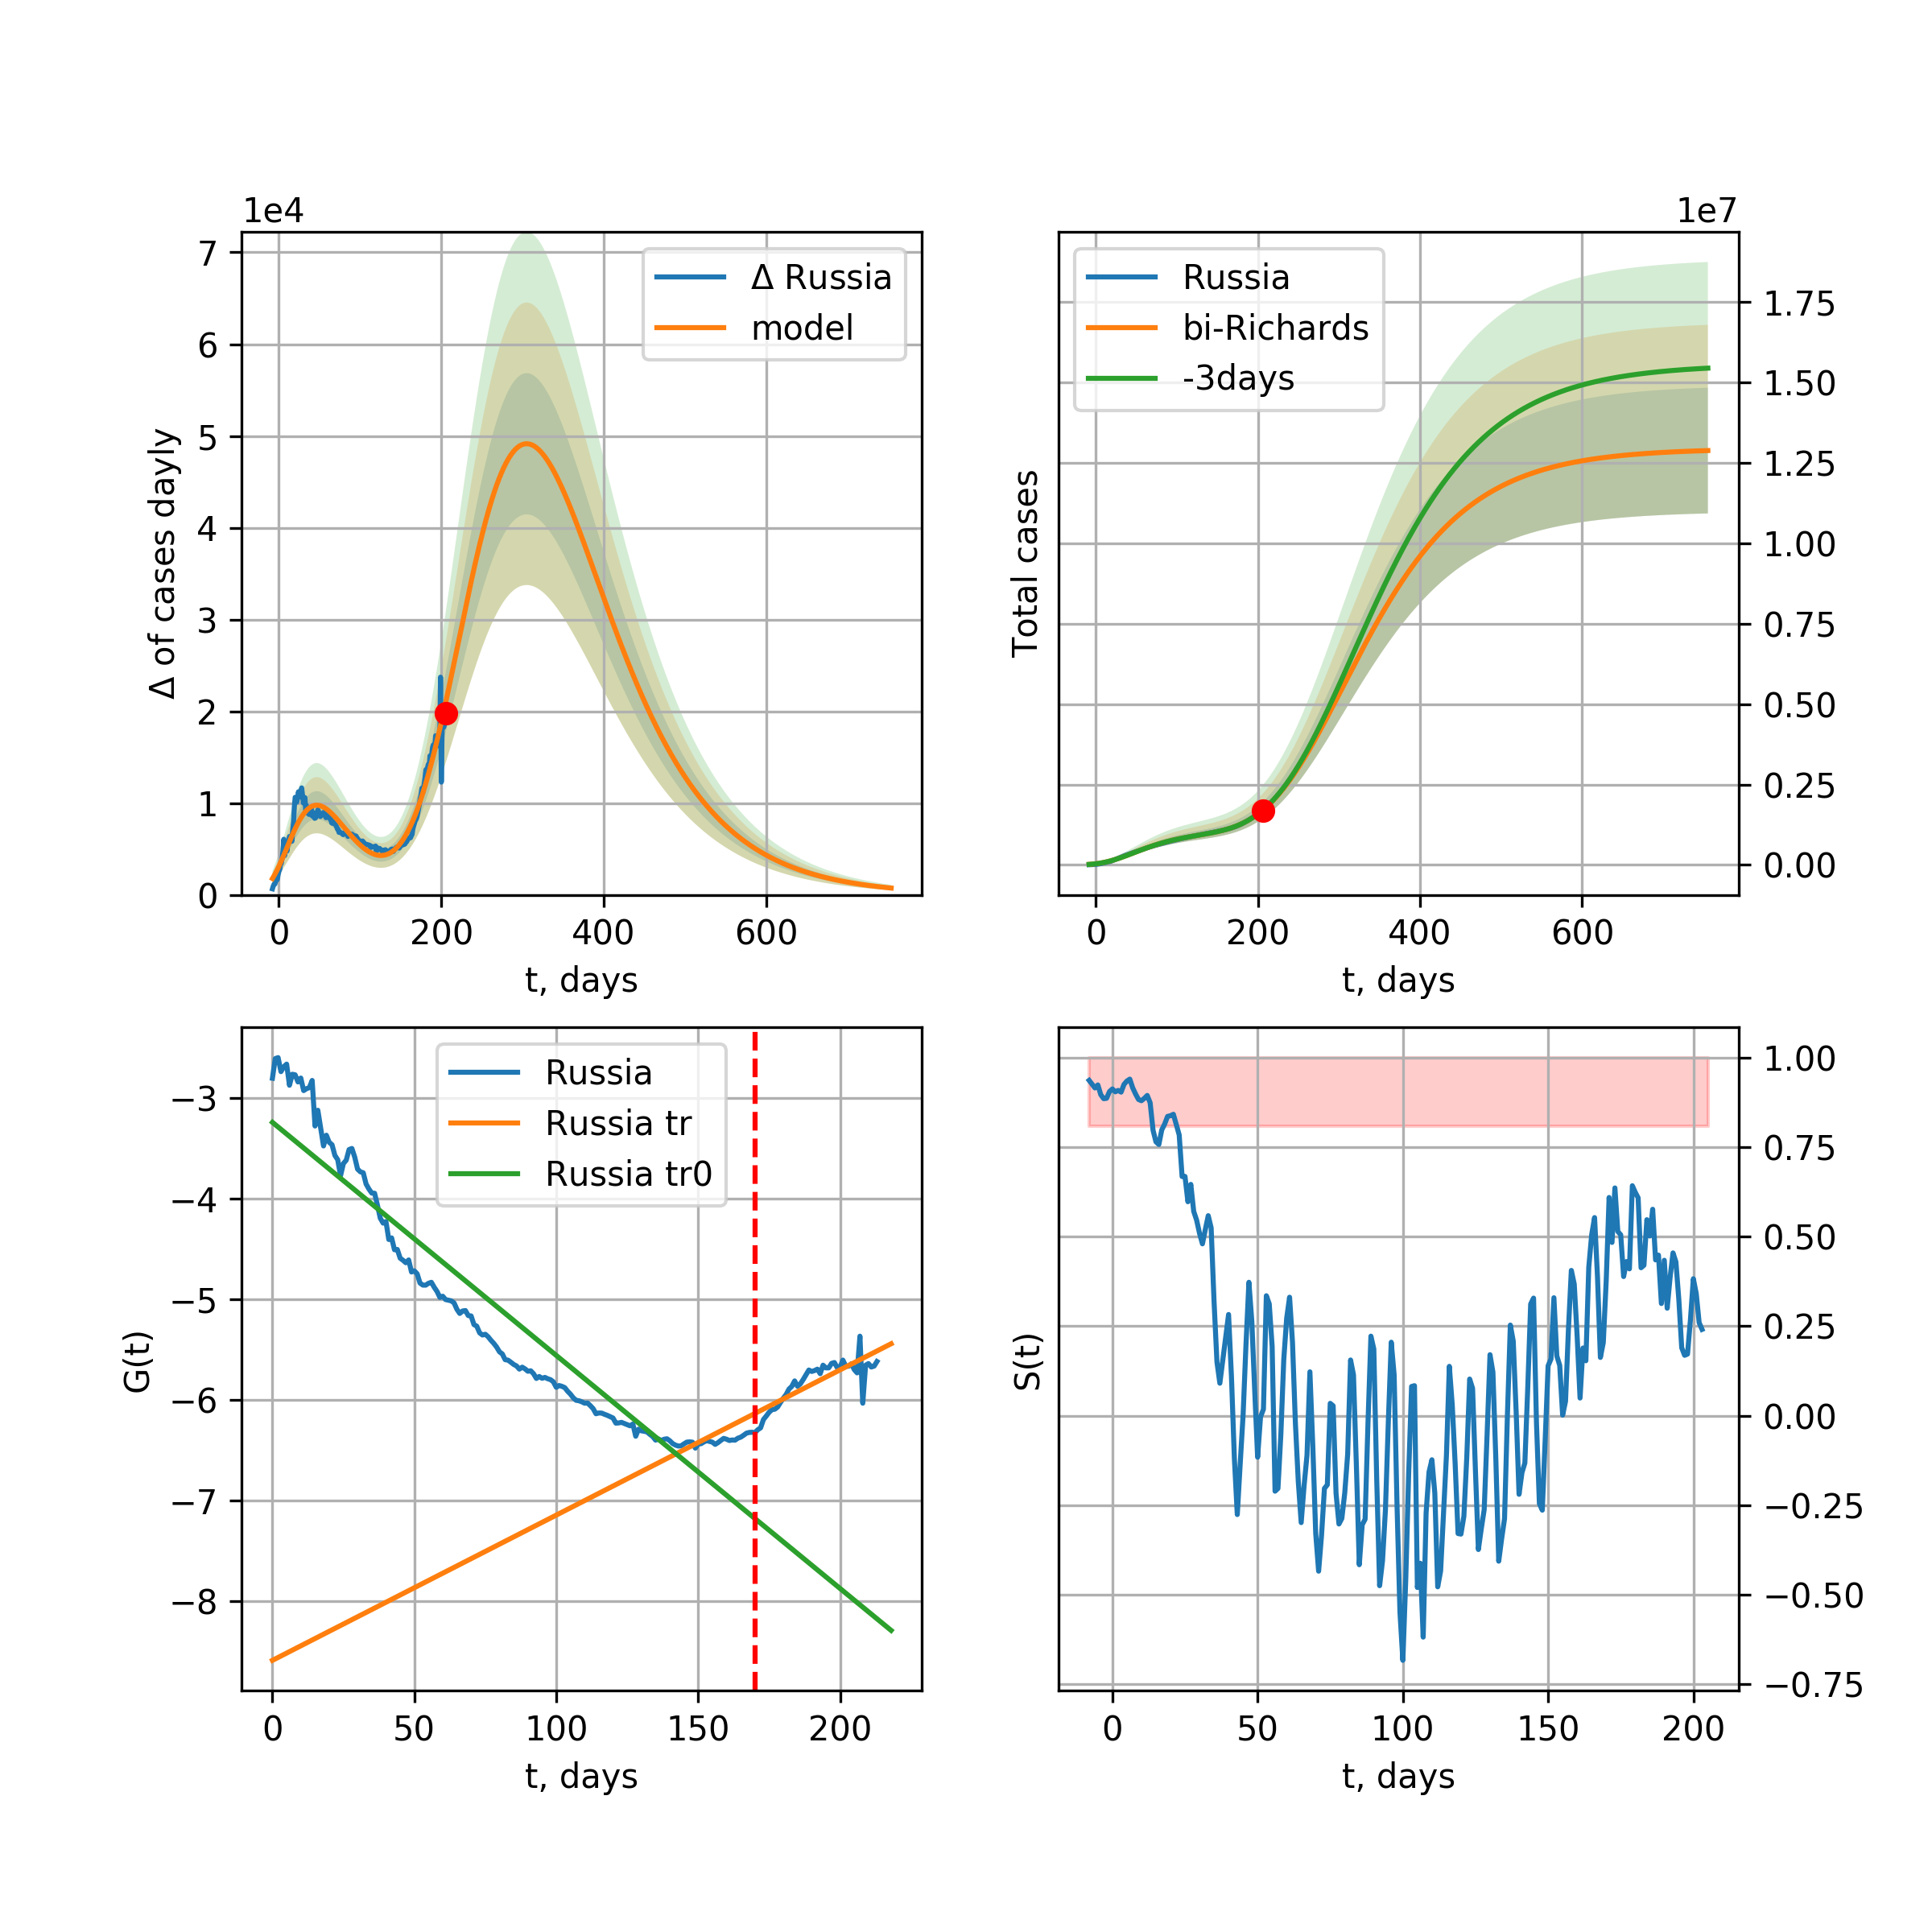 1e4
7
6
5
4
3
2
1
0
Δ of cases dayly
Δ Russia
model
0 200 400 600
t, days
1e7
1.75
1.50
1.25
1.00
0.75
0.50
0.25
0.00
Total cases
Russia
bi-Richards
-3days
0 200 400 600
t, days
−3
−4
−5
−6
−7
−8
G(t)
Russia
Russia tr
Russia tr0
0 50 100 150 200
t, days
1.00
0.75
0.50
0.25
0.00
−0.25
−0.50
−0.75
S(t)
0 50 100 150 200
t, days